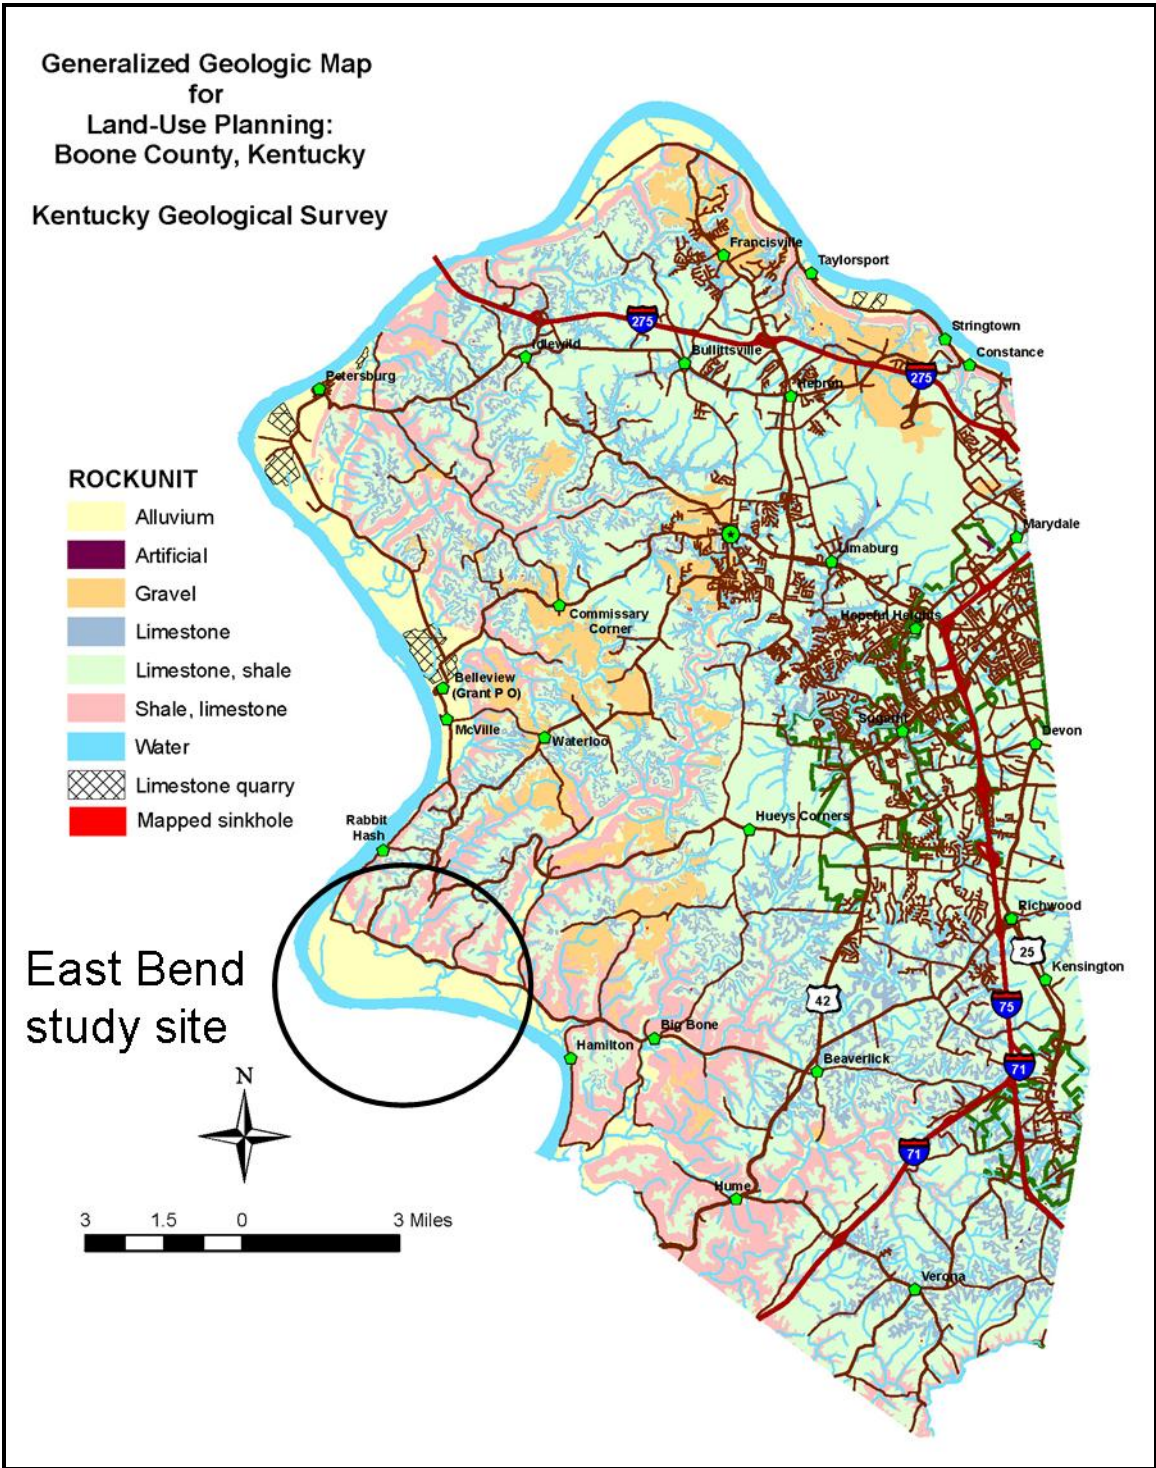 Generalized Geologic Map
for
Land-Use Planning:
Boone County, Kentucky
Kentucky Geological Survey
Francisville
Taylorsport
275
Stringtown
Idlewild
Bullittsville
Constance
275
Petersburg
Hebron
ROCKUNIT
Alluvium
Artificial
Gravel
Limestone
Limestone, shale
Shale, limestone
Water
Limestone quarry
Mapped sinkhole
Marydale
Limaburg
Commissary
Corner
Hopeful Heights
Belleview
(Grant P O)
McVille
Waterloo
Devon
Rabbit
Hash
Hueys Corners
Richwood
25
Kensington
East Bend
study site
42
75
Big Bone
Hamilton
Beaverlick
71
N
71
Hume
3 1.5 0 3 Miles
Verona